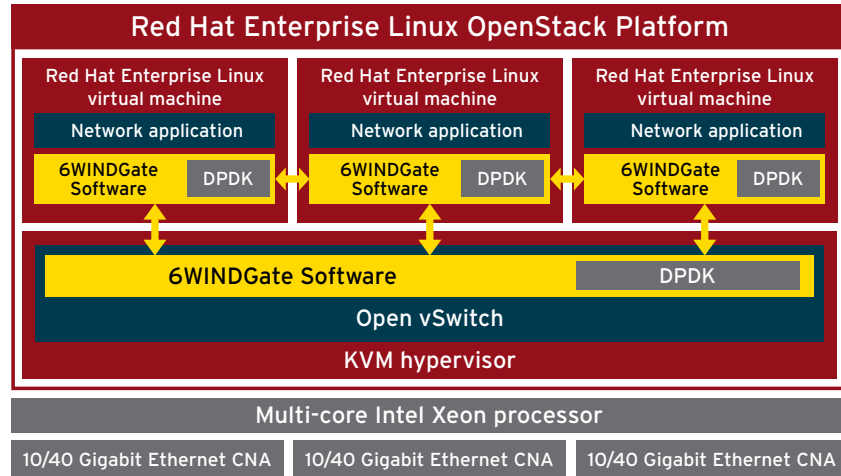 Red Hat Enterprise Linux OpenStack Platform
Red Hat Enterprise Linux
virtual machine
Network application
6WINDGate
Software
DPDK
Red Hat Enterprise Linux
virtual machine
Network application
6WINDGate
Software
DPDK
Red Hat Enterprise Linux
virtual machine
Network application
6WINDGate
Software
DPDK
6WINDGate Software
DPDK
Open vSwitch
KVM hypervisor
Multi-core Intel Xeon processor
10/40 Gigabit Ethernet CNA
10/40 Gigabit Ethernet CNA
10/40 Gigabit Ethernet CNA